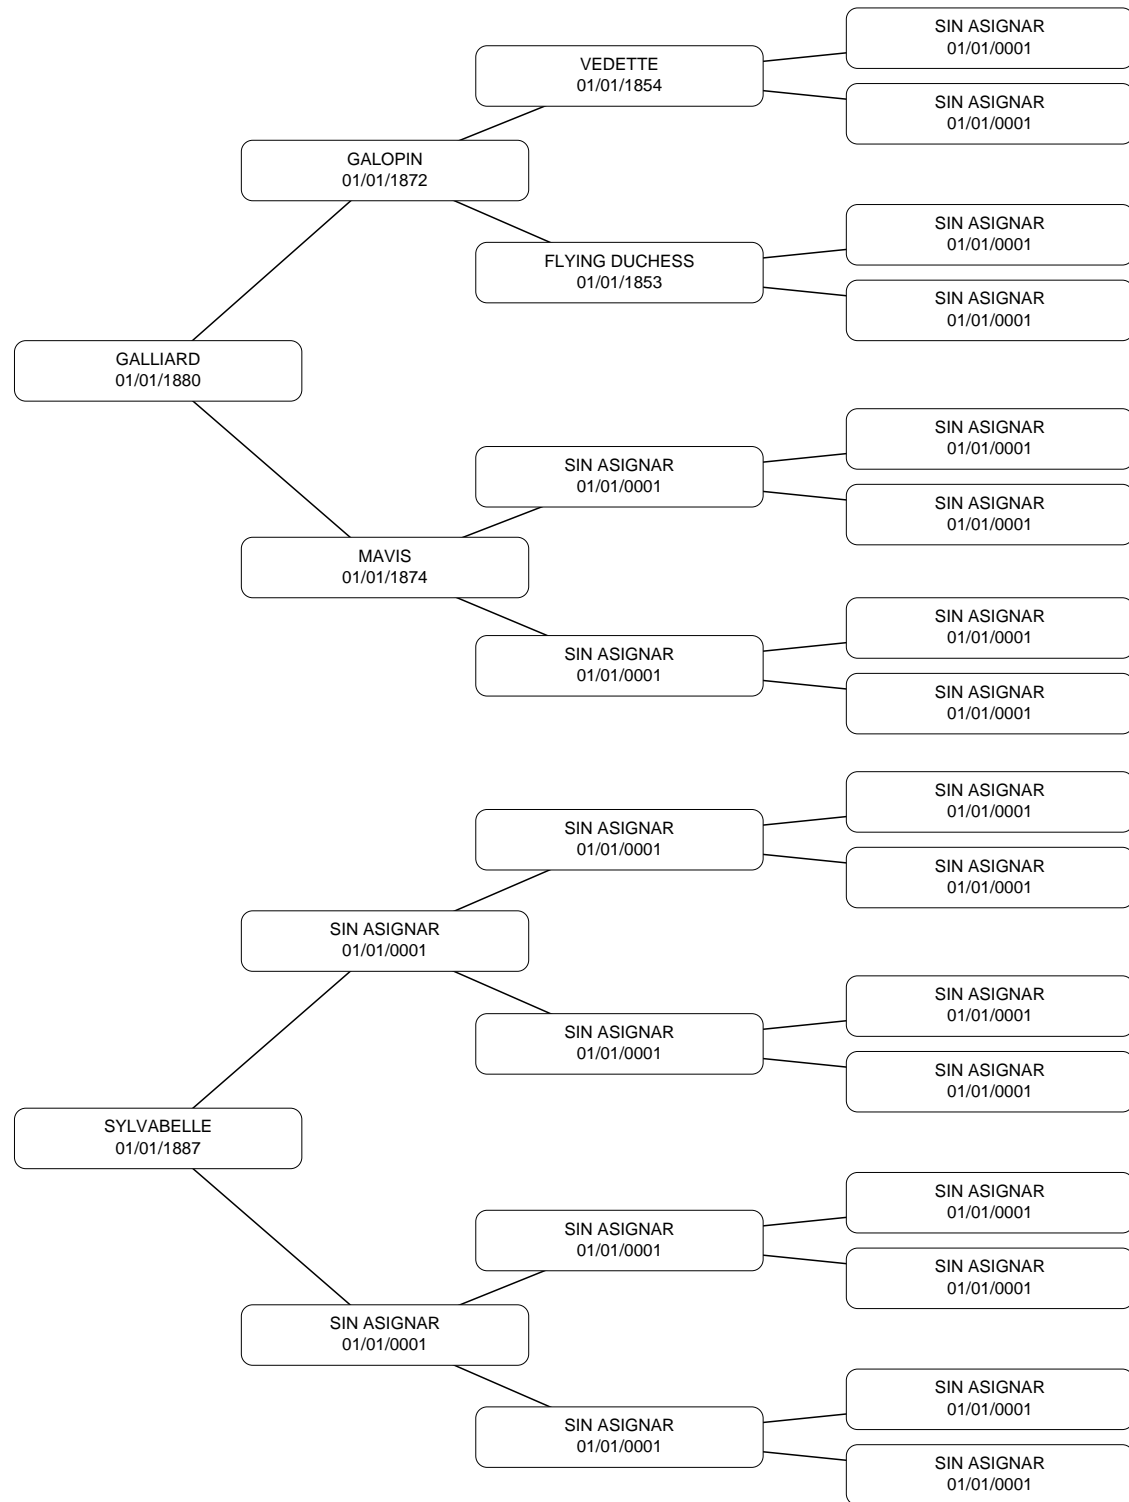 SIN ASIGNAR
01/01/0001
VEDETTE
01/01/1854
SIN ASIGNAR
01/01/0001
GALOPIN
01/01/1872
SIN ASIGNAR
01/01/0001
FLYING DUCHESS
01/01/1853
SIN ASIGNAR
01/01/0001
GALLIARD
01/01/1880
SIN ASIGNAR
01/01/0001
SIN ASIGNAR
01/01/0001
SIN ASIGNAR
01/01/0001
MAVIS
01/01/1874
SIN ASIGNAR
01/01/0001
SIN ASIGNAR
01/01/0001
SIN ASIGNAR
01/01/0001
SIN ASIGNAR
01/01/0001
SIN ASIGNAR
01/01/0001
SIN ASIGNAR
01/01/0001
SIN ASIGNAR
01/01/0001
SIN ASIGNAR
01/01/0001
SIN ASIGNAR
01/01/0001
SIN ASIGNAR
01/01/0001
SYLVABELLE
01/01/1887
SIN ASIGNAR
01/01/0001
SIN ASIGNAR
01/01/0001
SIN ASIGNAR
01/01/0001
SIN ASIGNAR
01/01/0001
SIN ASIGNAR
01/01/0001
SIN ASIGNAR
01/01/0001
SIN ASIGNAR
01/01/0001